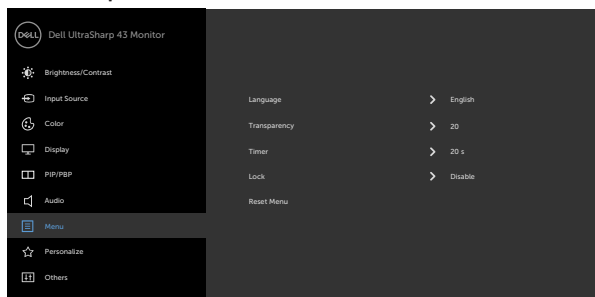 DELL Dell UltraSharp 43 Monitor
Brightness/Contrast
Input Source
Language English
Color
Transparency 20
Display
Timer 20 s
PIP/PBP
Lock Disable
Audio
Reset Menu
Menu
Personalize
Others